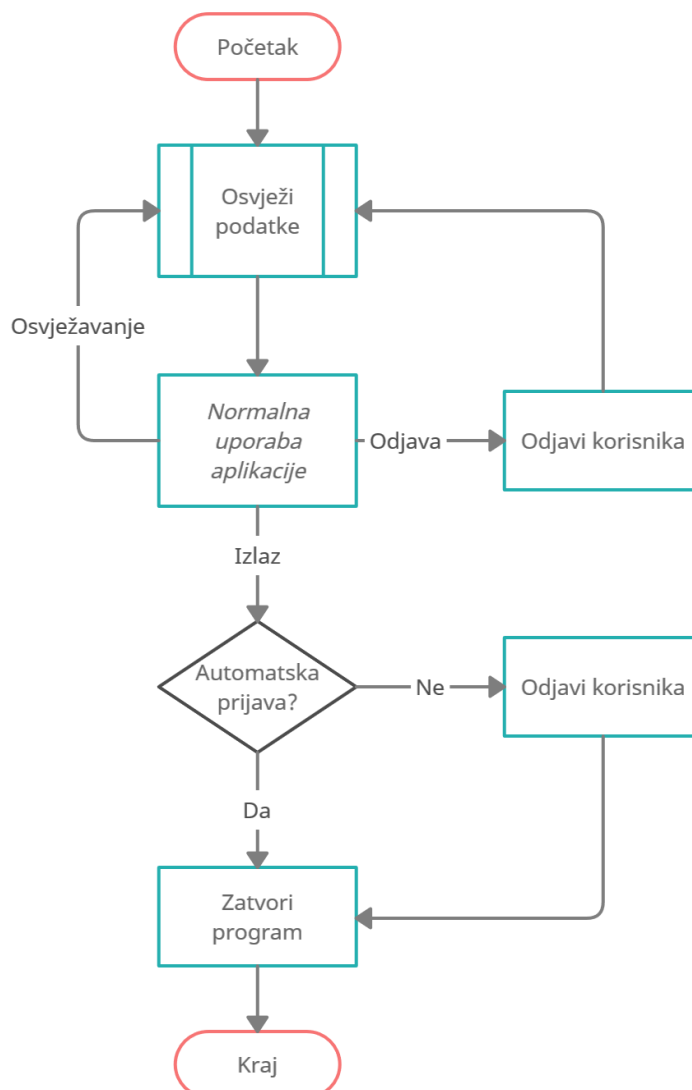 Početak
Osvježi
podatke
Osvježavanje
Normalna
uporaba
aplikacije
Odjava
Odjavi korisnika
Izlaz
Automatska
prijava?
Ne
Odjavi korisnika
Da
Zatvori
program
Kraj